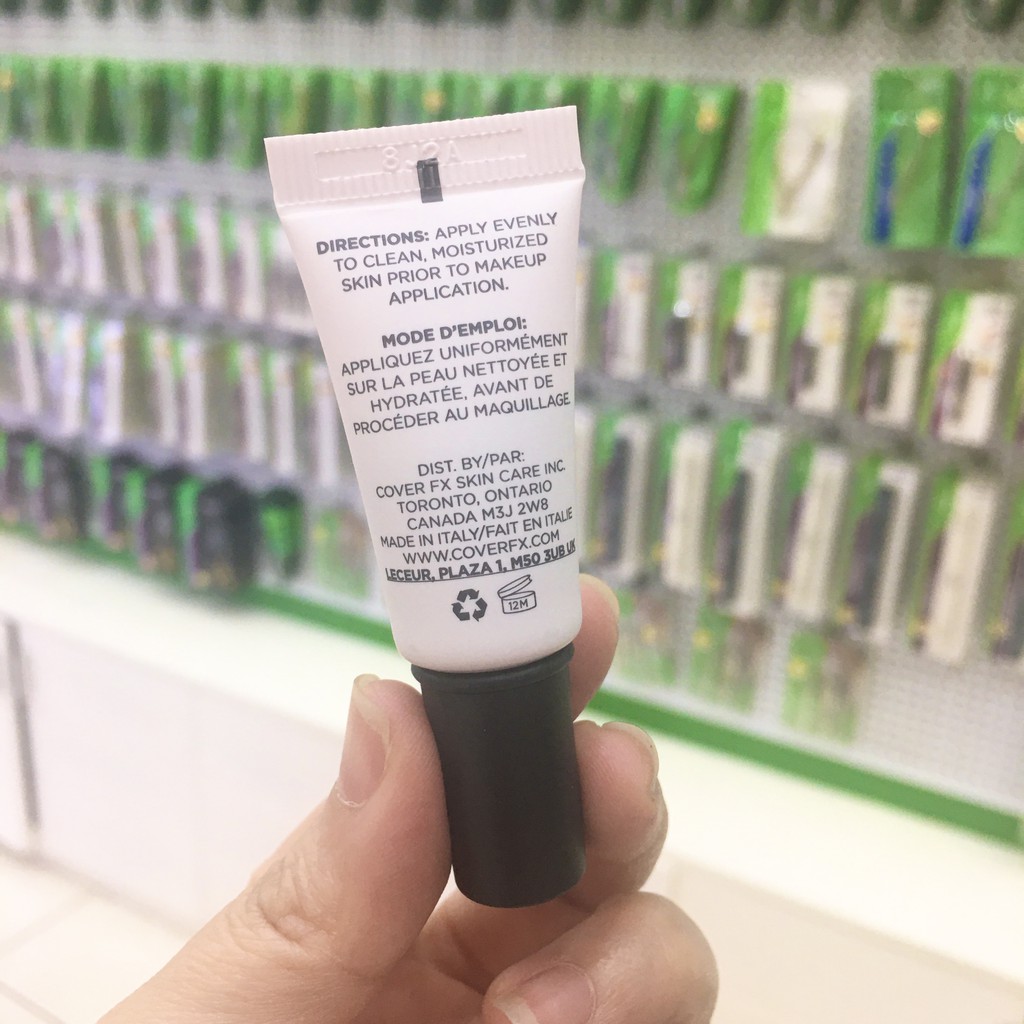 DIRECTIONS: APPLY EVENLY
TO CLEAN, MOISTURIZED
SKIN PRIOR TO MAKEUP
APPLICATION.
MODE D'EMPLOI:
APPLIQUEZ UNIFORMÉMENT
SUR LA PEAU NETTOYÉE ET
HYDRATÉE, AVANT DE
PROCÉDER AU MAQUILLAGE.
DIST. BY/PAR:
COVER FX SKIN CARE INC.
TORONTO, ONTARIO
CANADA M3J 2W8
MADE IN ITALY/FAIT EN ITALIE
WWW.COVERFX.COM
LECEUR, PLAZA 1, M50 3UB UK
12M